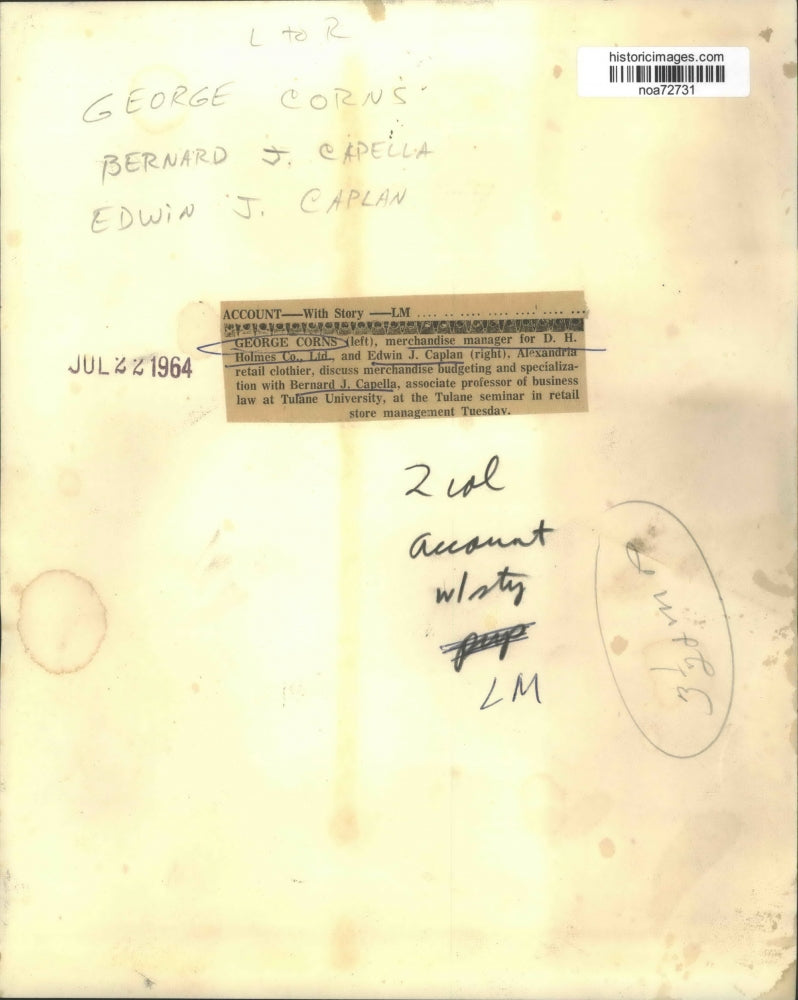 L to R
historicimages.com
noa72731
GEORGE CORNS
BERNARD J. CAPELLA
EDWIN J. CAPLAN
ACCOUNT—With Story —LM .... .. .... .... .... .... ...
GEORGE CORNS (left), merchandise manager for D. H.
Holmes Co., Ltd., and Edwin J. Caplan (right), Alexandria
retail clothier, discuss merchandise budgeting and specializa-
tion with Bernard J. Capella, associate professor of business
law at Tulane University, at the Tulane seminar in retail
store management Tuesday.
JUL 22 1964
2 col
account
w/sty
LM